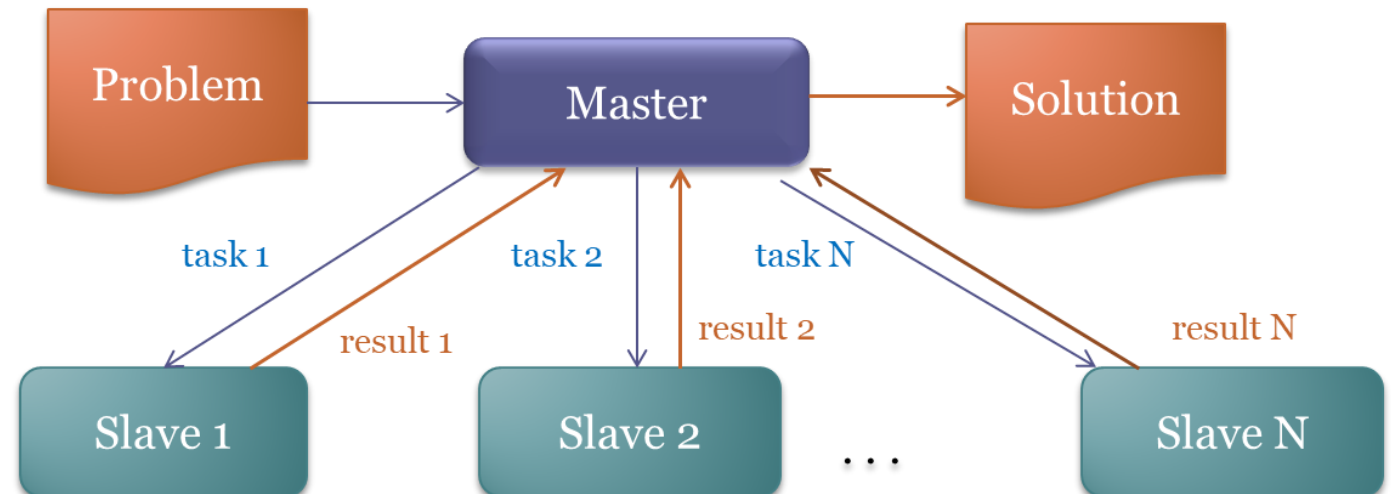 Problem
Master
Solution
task 1
task 2
task N
result 1
result 2
result N
Slave 1
Slave 2
. . .
Slave N